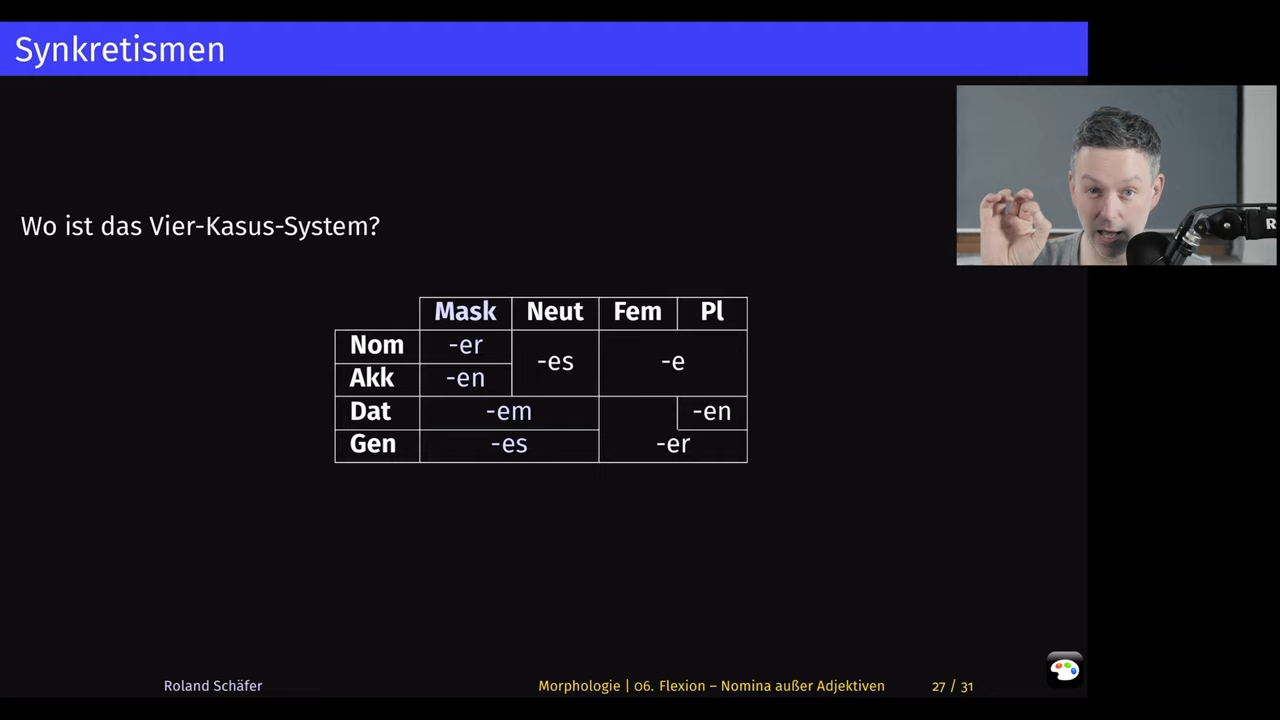 Synkretismen
Wo ist das Vier-Kasus-System?
Mask Neut Fem Pl
Nom -er -es -e
Akk -en
Dat -em -en
Gen -es -er
R
Roland Schäfer Morphologie | 06. Flexion – Nomina außer Adjektiven 27 / 31